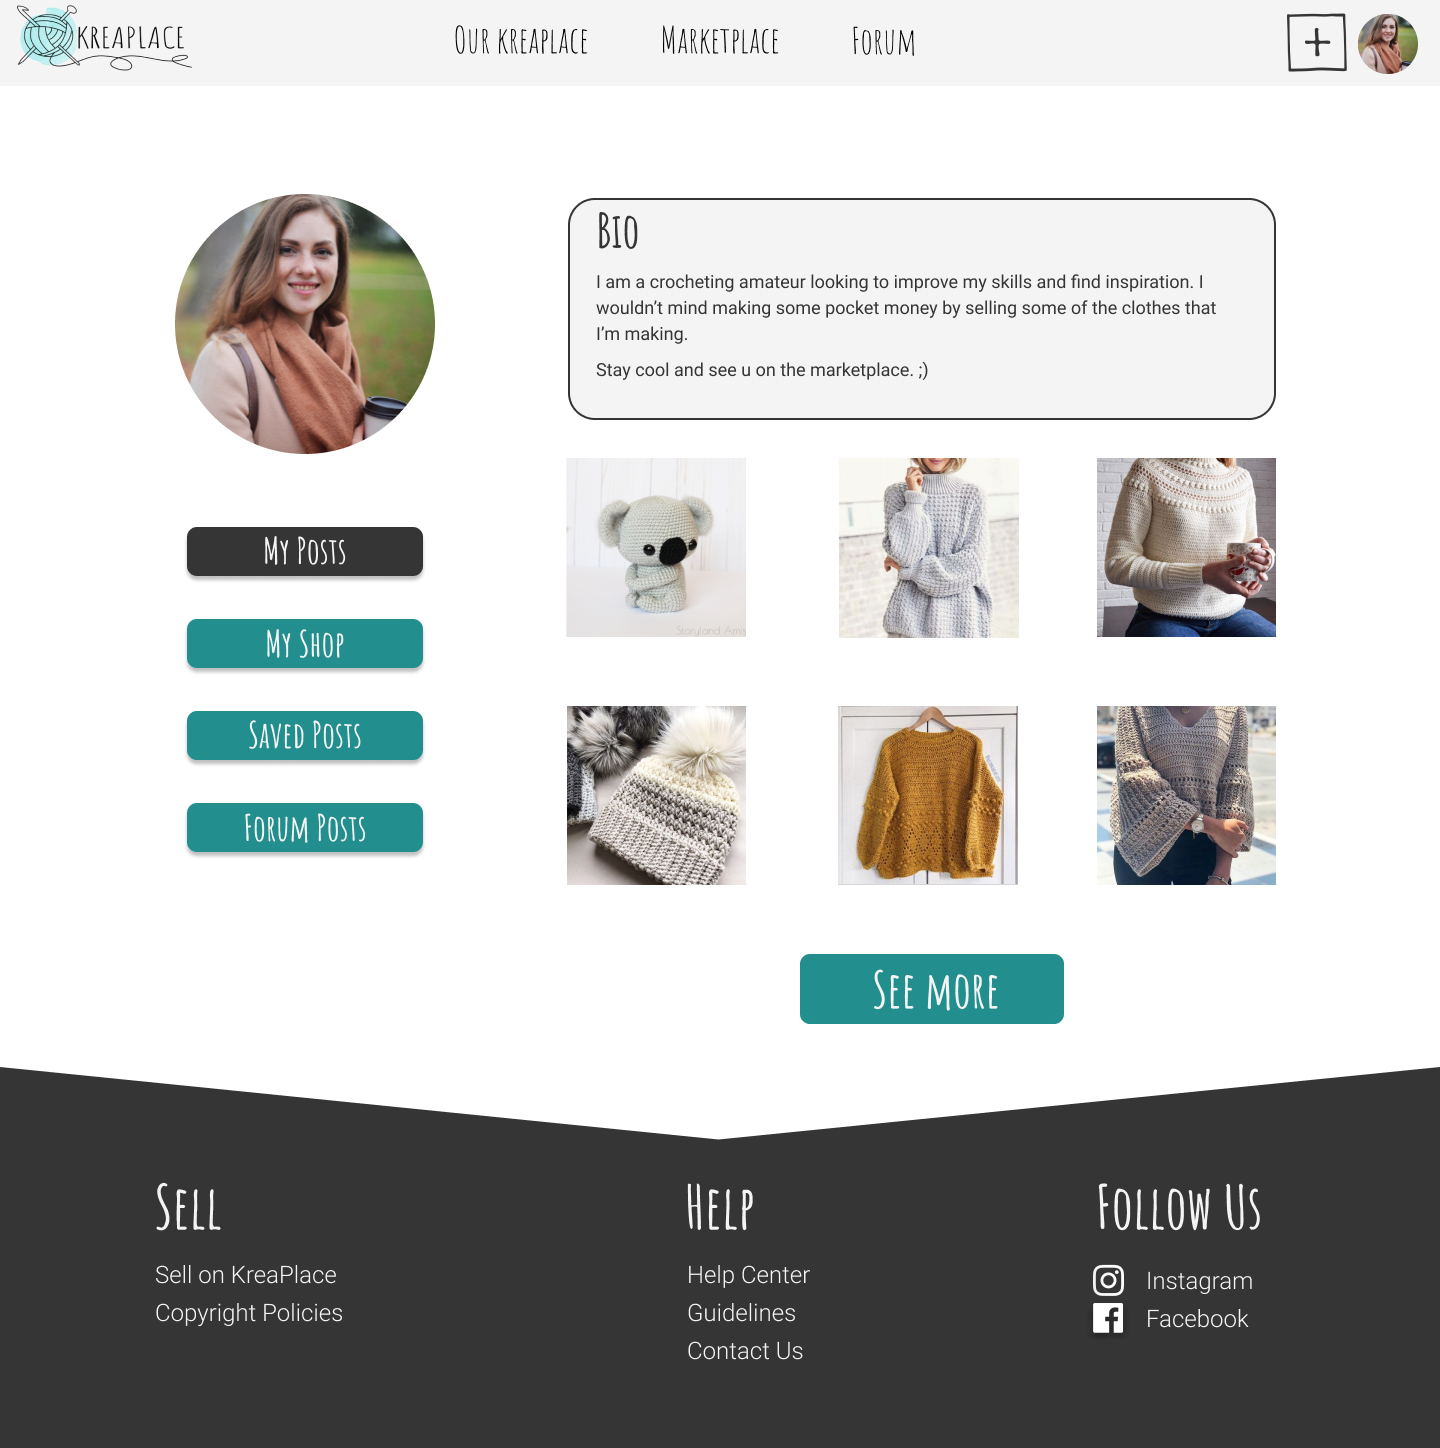 KREAPLACE
OUR KREAPLACE
MARKETPLACE
FORUM
BIO
I am a crocheting amateur looking to improve my skills and find inspiration. I
wouldn’t mind making some pocket money by selling some of the clothes that
I’m making.
Stay cool and see u on the marketplace. ;)
MY POSTS
MY SHOP
SAVED POSTS
FORUM POSTS
Storyland Amis
SEE MORE
SELL
Sell on KreaPlace
Copyright Policies
HELP
Help Center
Guidelines
Contact Us
FOLLOW US
Instagram
Facebook